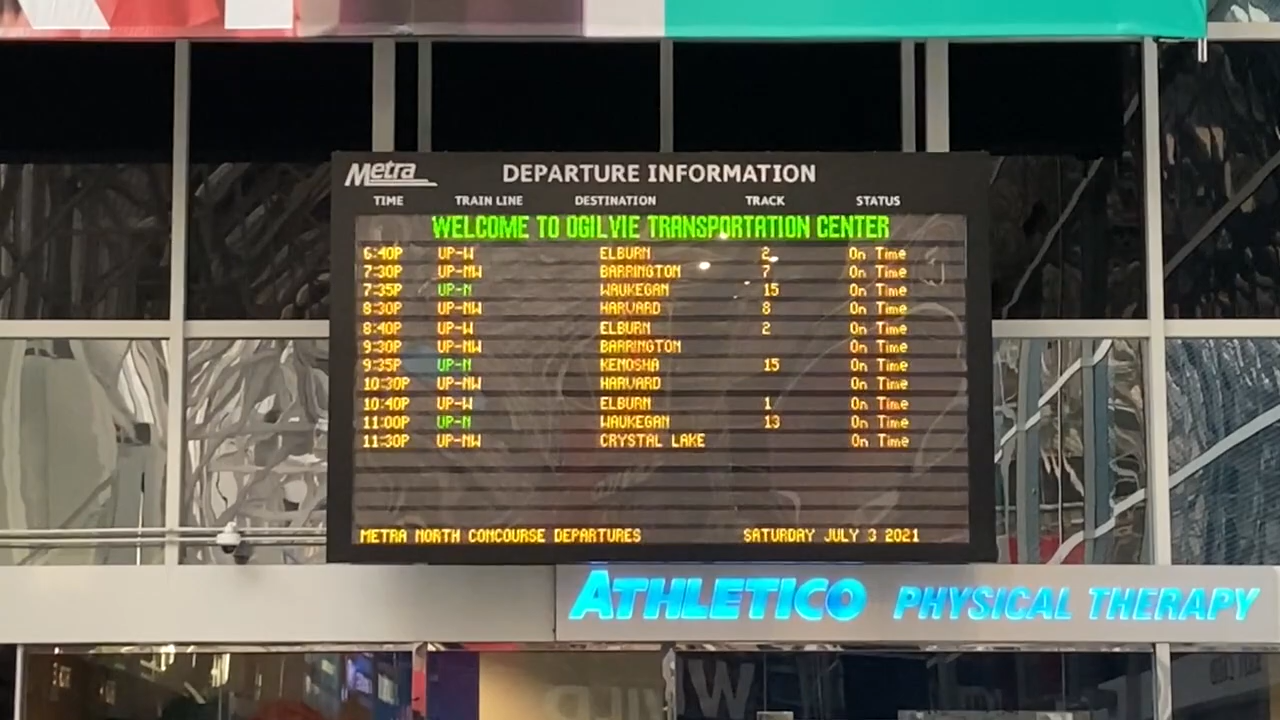 Metra DEPARTURE INFORMATION
TIME TRAIN LINE DESTINATION TRACK STATUS
WELCOME TO OGILVIE TRANSPORTATION CENTER
6:40P UP-W ELBURN 2 On Time
7:30P UP-NW BARRINGTON 7 On Time
7:35P UP-N WAUKEGAN 15 On Time
8:30P UP-NW HARVARD 8 On Time
8:40P UP-W ELBURN 2 On Time
9:30P UP-NW BARRINGTON On Time
9:35P UP-N KENOSHA 15 On Time
10:30P UP-NW HARVARD On Time
10:40P UP-W ELBURN 1 On Time
11:00P UP-N WAUKEGAN 13 On Time
11:30P UP-NW CRYSTAL LAKE On Time
METRA NORTH CONCOURSE DEPARTURES SATURDAY JULY 3 2021
ATHLETICO PHYSICAL THERAPY